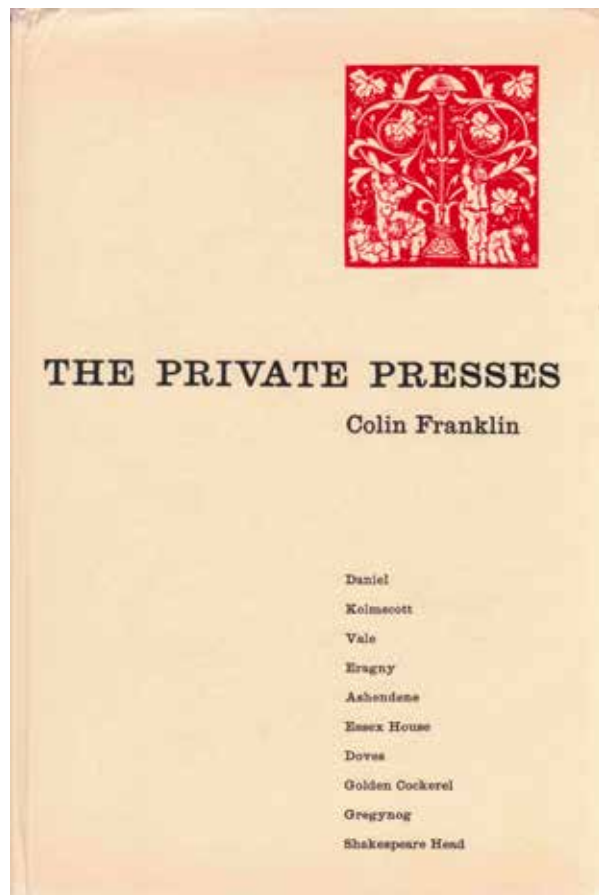 THE PRIVATE PRESSES
Colin Franklin
Daniel
Kelmscott
Vale
Eragny
Ashendene
Essex House
Doves
Golden Cockerel
Gregynog
Shakespeare Head